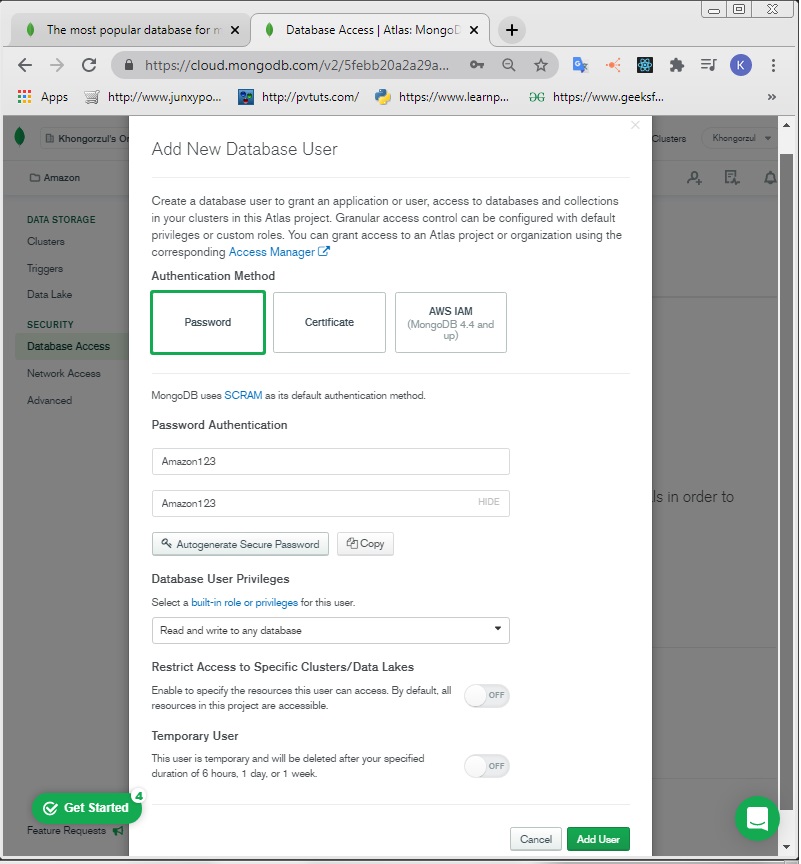 The most popular database for m
Database Access | Atlas: MongoD
https://cloud.mongodb.com/v2/5febb20a2a29a...
K
Apps
http://www.junxypo...
http://pvtuts.com/
https://www.learnp...
https://www.geeksf...
»
Khongorzul's Or
Clusters
Khongorzul
Amazon
DATA STORAGE
Clusters
Triggers
Data Lake
SECURITY
Database Access
Network Access
Advanced
Add New Database User
Create a database user to grant an application or user, access to databases and collections
in your clusters in this Atlas project. Granular access control can be configured with default
privileges or custom roles. You can grant access to an Atlas project or organization using the
corresponding Access Manager
Authentication Method
Password
Certificate
AWS IAM
(MongoDB 4.4 and
up)
MongoDB uses SCRAM as its default authentication method.
Password Authentication
Amazon123
Amazon123
HIDE
ls in order to
Autogenerate Secure Password
Copy
Database User Privileges
Select a built-in role or privileges for this user.
Read and write to any database
Restrict Access to Specific Clusters/Data Lakes
Enable to specify the resources this user can access. By default, all
resources in this project are accessible.
OFF
Temporary User
This user is temporary and will be deleted after your specified
duration of 6 hours, 1 day, or 1 week.
OFF
4
Get Started
Feature Requests
Cancel
Add User